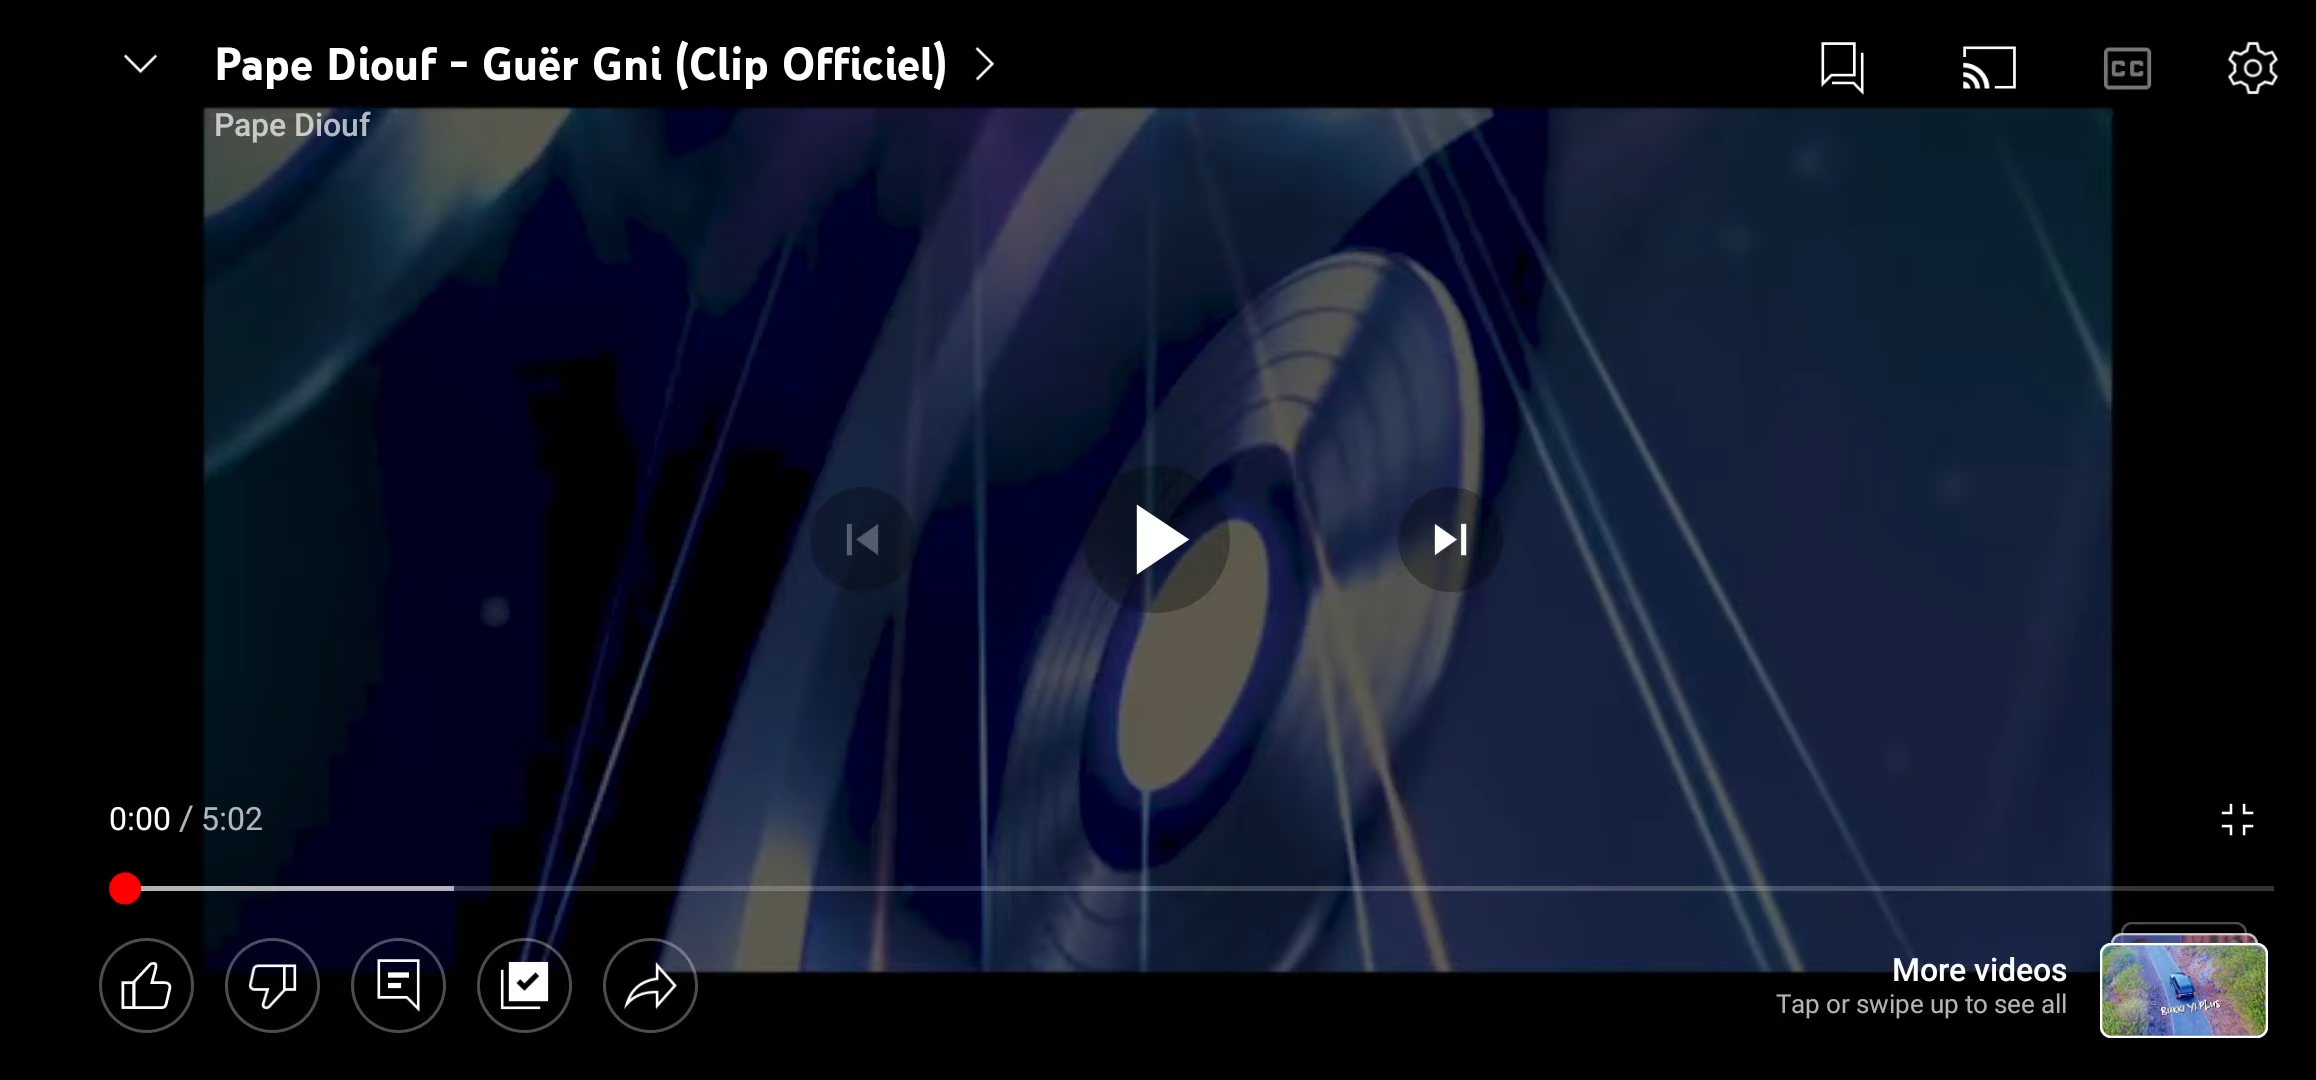 Pape Diouf - Guër Gni (Clip Officiel)
CC
Pape Diouf
0:00 / 5:02
More videos
Tap or swipe up to see all